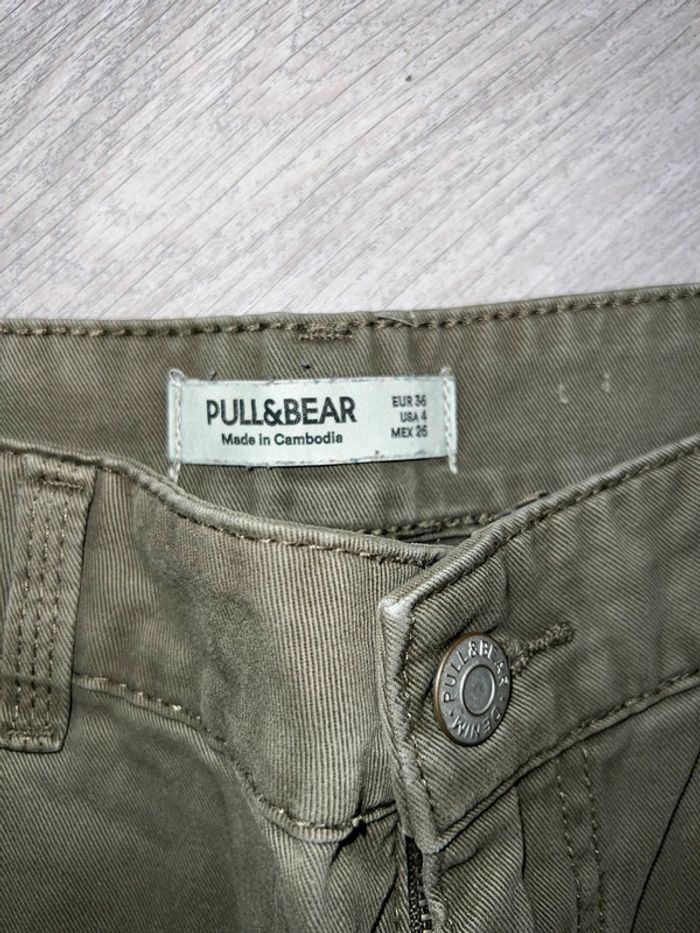 PULL&BEAR
Made in Cambodia
EUR 36
USA 4
MEX 26
PULL&BEAR · DENIM ·